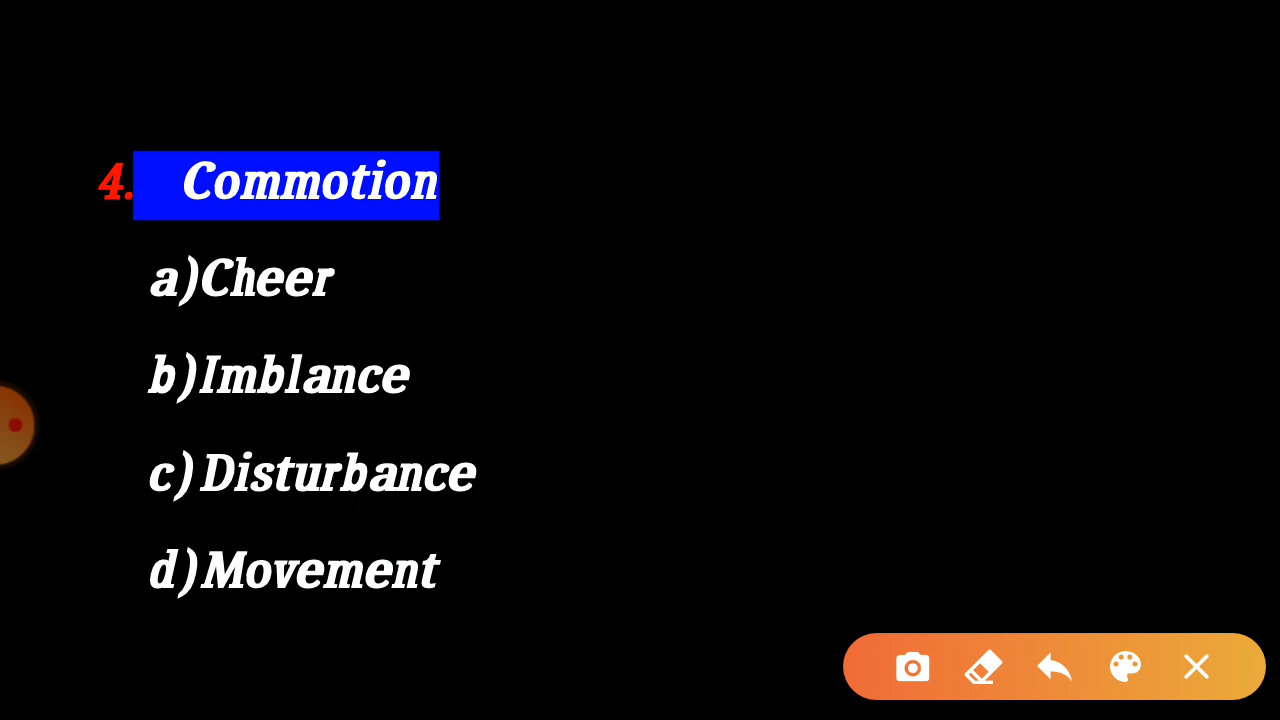 4. Commotion
a)Cheer
b)Imblance
c)Disturbance
d)Movement